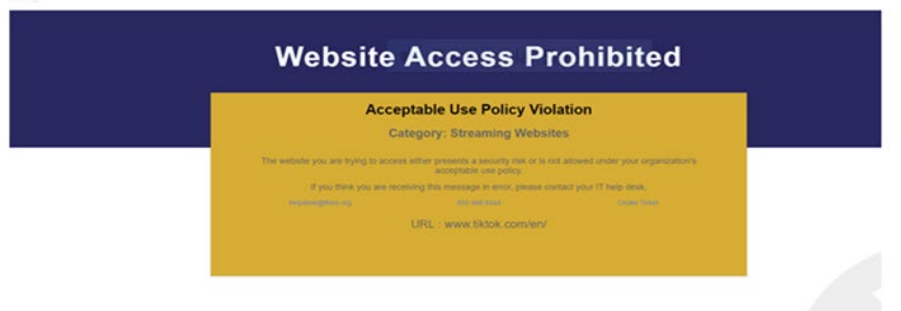 Website Access Prohibited
Acceptable Use Policy Violation
Category: Streaming Websites
The website you are trying to access either presents a security risk or is not allowed under your organization's
acceptable use policy.
If you think you are receiving this message in error, please contact your IT help desk.
Create Ticket
URL : www.tiktok.com/en/